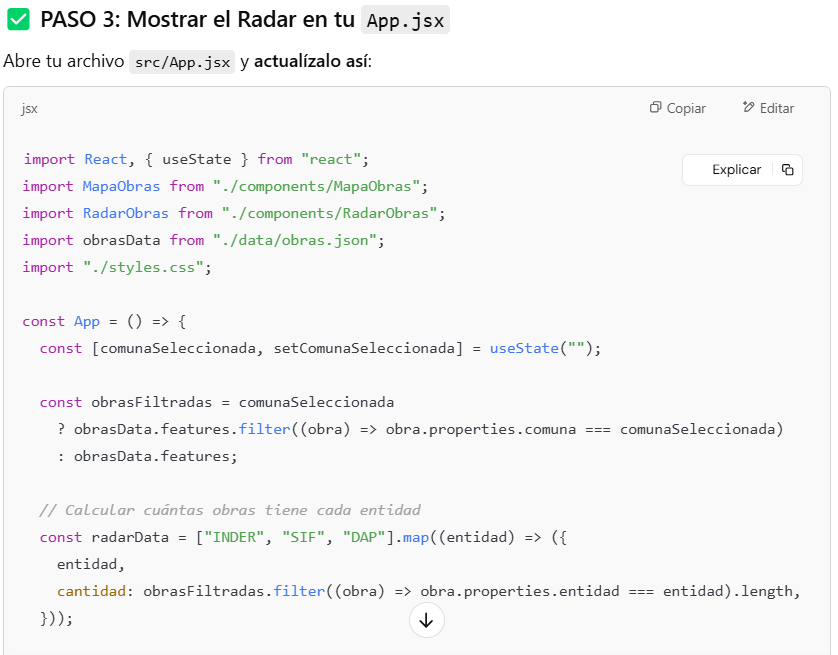 ✅ PASO 3: Mostrar el Radar en tu App.jsx
Abre tu archivo src/App.jsx y actualízalo así:
jsx
Copiar
Editar
Explicar
import React, { useState } from "react";
import MapaObras from "./components/MapaObras";
import RadarObras from "./components/RadarObras";
import obrasData from "./data/obras.json";
import "./styles.css";
const App = () => {
  const [comunaSeleccionada, setComunaSeleccionada] = useState("");
  const obrasFiltradas = comunaSeleccionada
    ? obrasData.features.filter((obra) => obra.properties.comuna === comunaSeleccionada)
    : obrasData.features;
  // Calcular cuántas obras tiene cada entidad
  const radarData = ["INDER", "SIF", "DAP"].map((entidad) => ({
    entidad,
    cantidad: obrasFiltradas.filter((obra) => obra.properties.entidad === entidad).length,
  }));